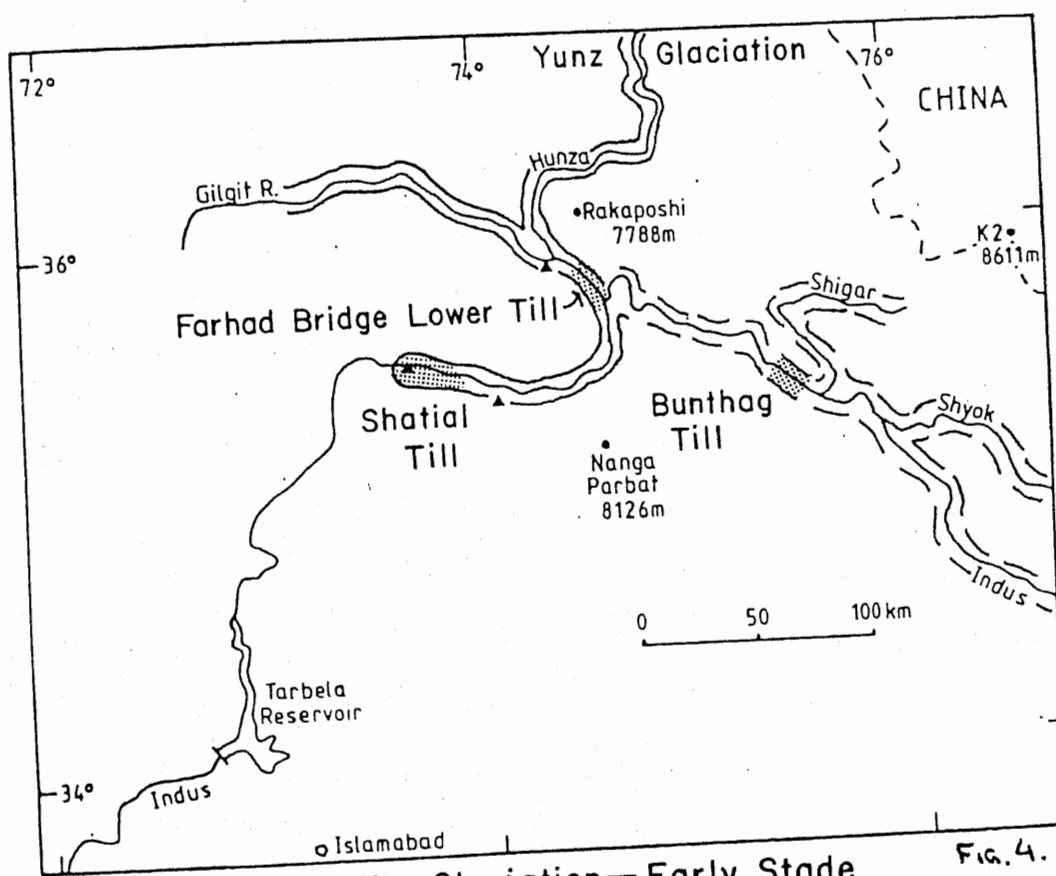 72°
74°
Yunz Glaciation
76°
CHINA
Hunza
Gilgit R.
Rakaposhi
7788m
K2
8611m
36°
Shigar
Farhad Bridge Lower Till
Shatial
Till
Bunthag
Till
Shyok
Nanga
Parbat
8126m
Indus
0 50 100 km
Tarbela
Reservoir
34°
Indus
Islamabad
Glaciation—Early Stade
FIG. 4.